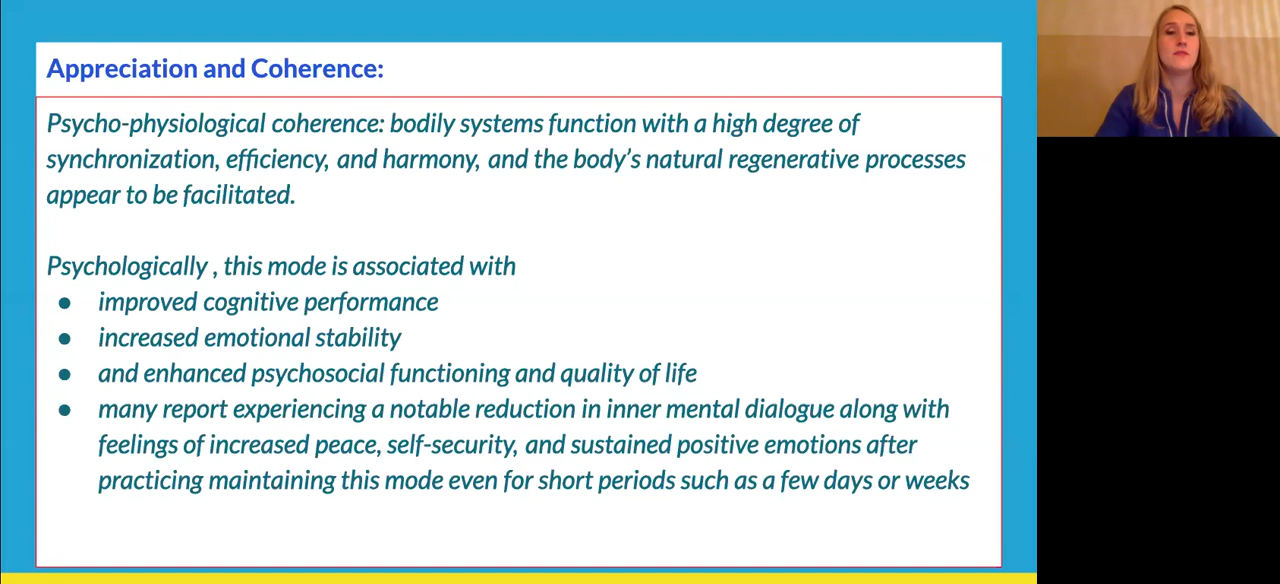 Appreciation and Coherence:
Psycho-physiological coherence: bodily systems function with a high degree of
synchronization, efficiency, and harmony, and the body’s natural regenerative processes
appear to be facilitated.
Psychologically , this mode is associated with
● improved cognitive performance
● increased emotional stability
● and enhanced psychosocial functioning and quality of life
● many report experiencing a notable reduction in inner mental dialogue along with
feelings of increased peace, self-security, and sustained positive emotions after
practicing maintaining this mode even for short periods such as a few days or weeks